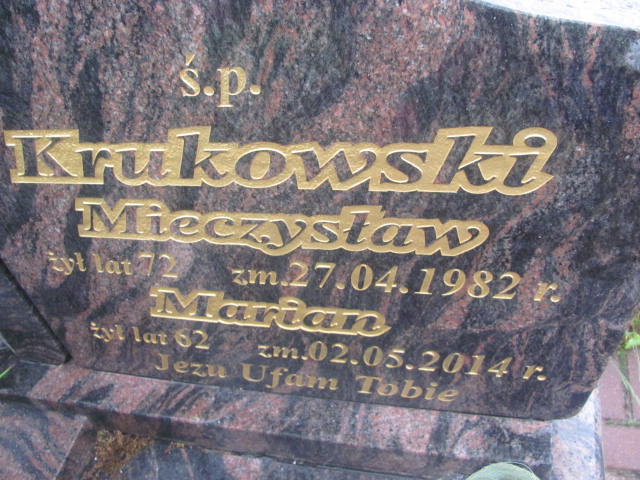 ś.p.
Krukowski
Mieczysław
żył lat 72 zm. 27.04.1982 r.
Marian
żył lat 62 zm. 02.05.2014 r.
Jezu Ufam Tobie